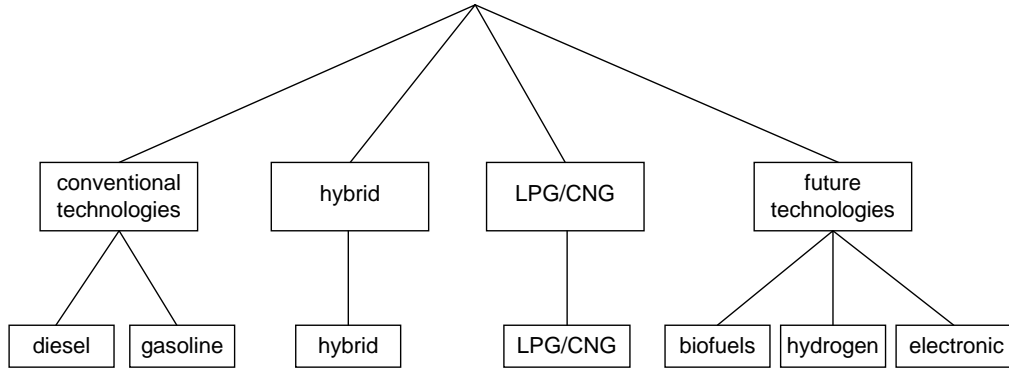 conventional
technologies
hybrid
LPG/CNG
future
technologies
diesel
gasoline
hybrid
LPG/CNG
biofuels
hydrogen
electronic